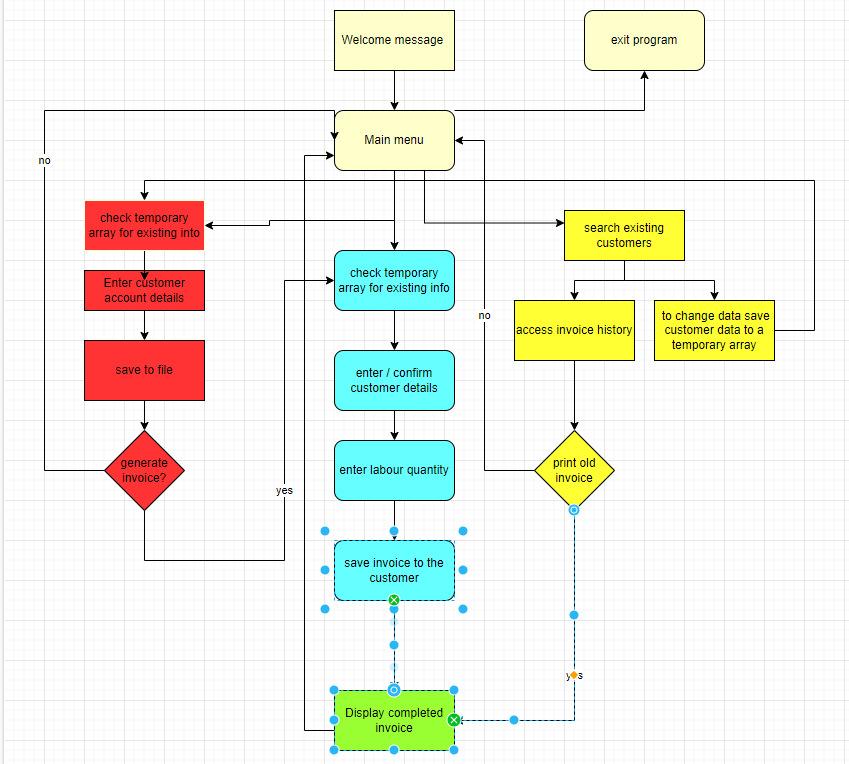 Welcome message
exit program
Main menu
no
check temporary
array for existing into
search existing
customers
Enter customer
account details
check temporary
array for existing info
no
access invoice history
to change data save
customer data to a
temporary array
save to file
enter / confirm
customer details
generate
invoice?
enter labour quantity
print old
invoice
yes
save invoice to the
customer
yes
Display completed
invoice